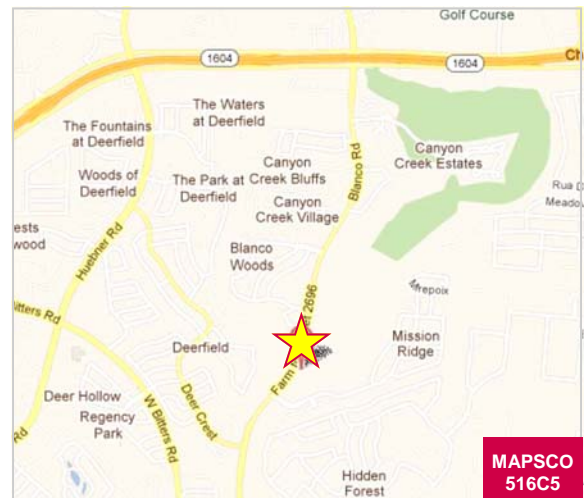 Golf Course
1604
1604
The Waters
at Deerfield
The Fountains
at Deerfield
Canyon
Creek Estates
Blanco Rd
Canyon
Creek Bluffs
Woods of
Deerfield
The Park at
Deerfield
Canyon
Creek Village
Huebner Rd
Blanco
Woods
2696
Mission
Ridge
Deerfield
Deer Hollow
Regency
Park
W Bitters Rd
Deer Crest
Farm
Rd
Hidden
Forest
MAPSCO
516C5